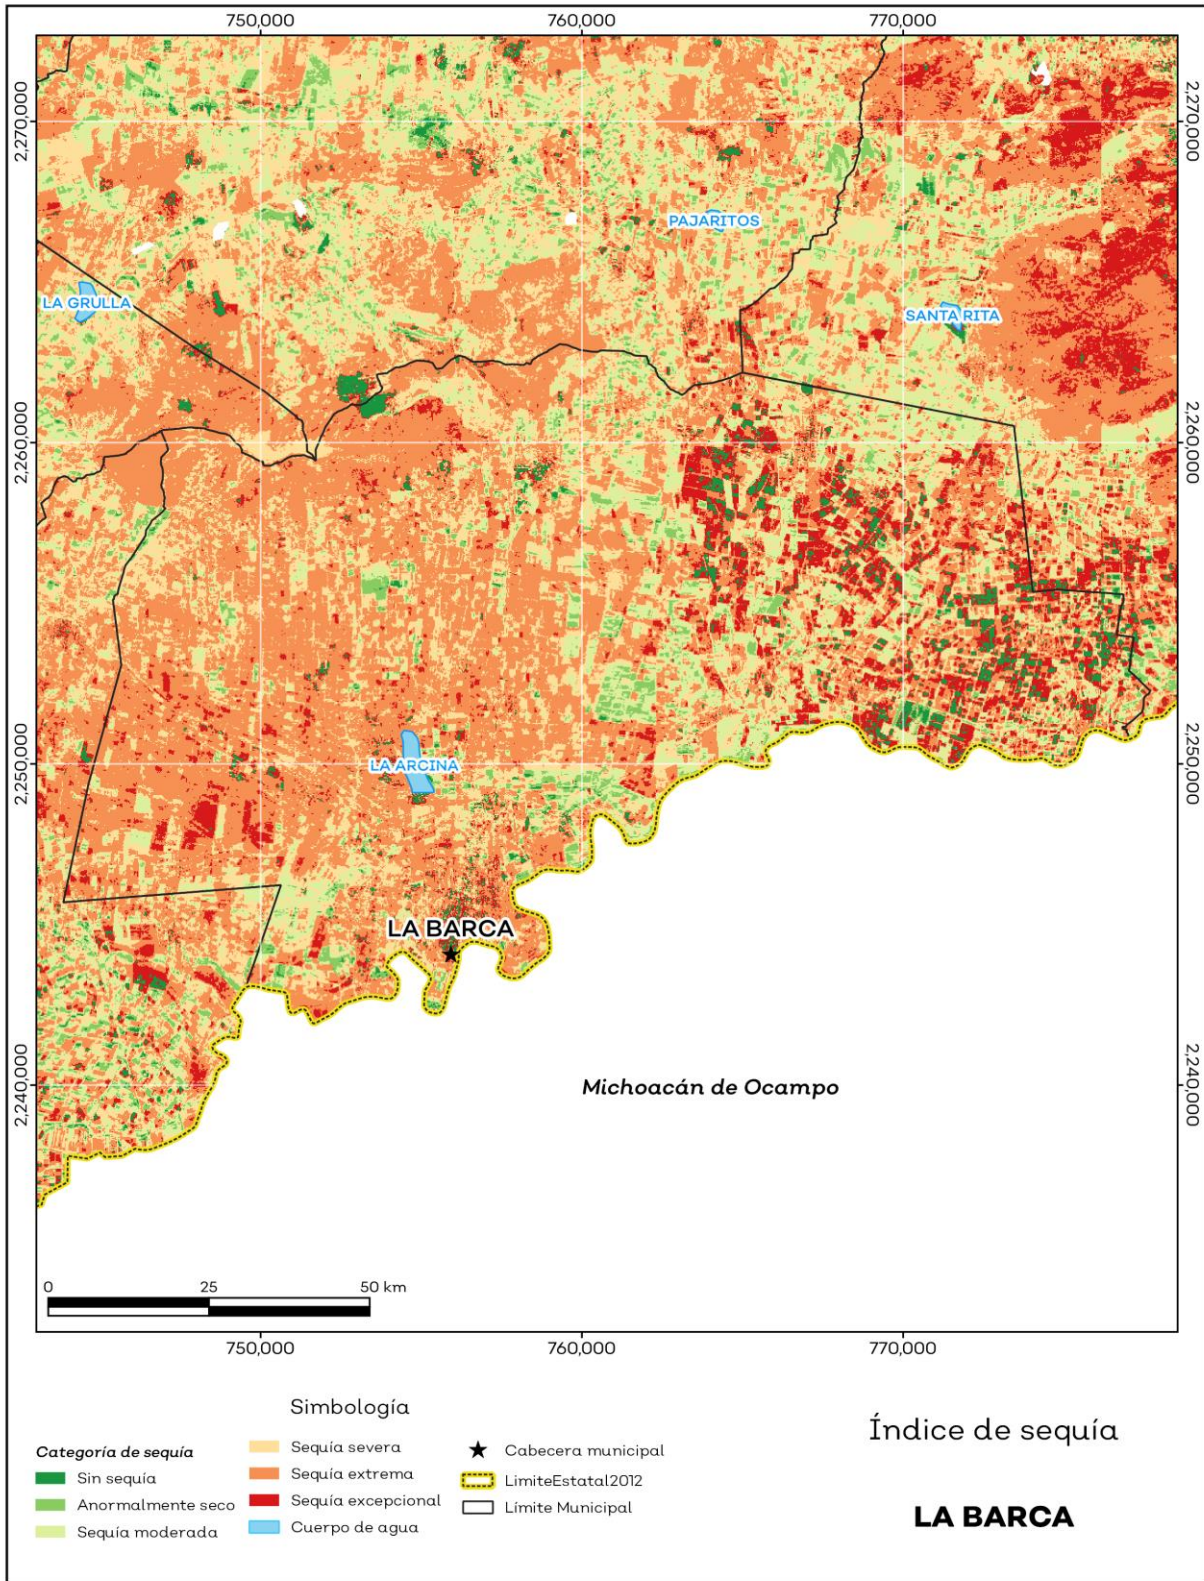 750,000 760,000 770,000
2,270,000 2,270,000
PAJARITOS
LA GRULLA
SANTA RITA
2,260,000 2,260,000
2,250,000 2,250,000
LA ARCINA
LA BARCA
2,240,000 2,240,000
Michoacán de Ocampo
0 25 50 km
750,000 760,000 770,000
Simbología
Categoría de sequía
Sin sequía
Anormalmente seco
Sequía moderada
Sequía severa
Sequía extrema
Sequía excepcional
Cuerpo de agua
Cabecera municipal
LimiteEstatal2012
Límite Municipal
Índice de sequía
LA BARCA